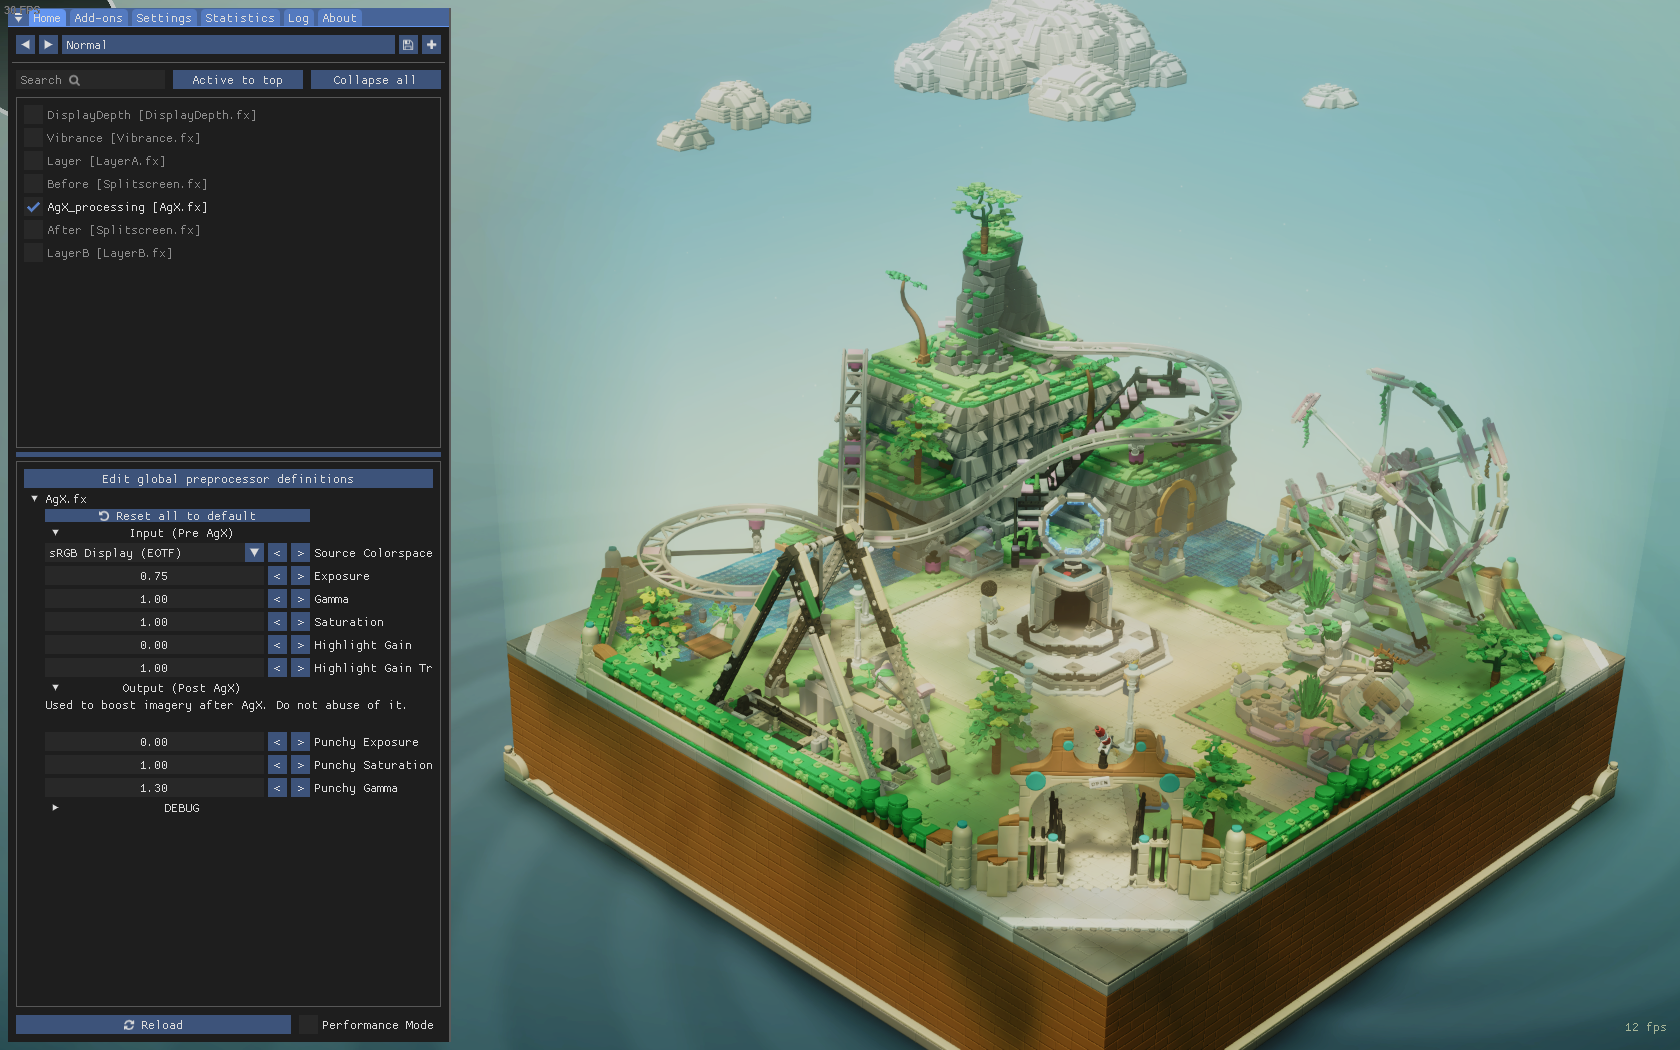 30 FPS
Home Add-ons Settings Statistics Log About
Normal
Search Active to top Collapse all
DisplayDepth [DisplayDepth.fx]
Vibrance [Vibrance.fx]
Layer [LayerA.fx]
Before [Splitscreen.fx]
AgX_processing [AgX.fx]
After [Splitscreen.fx]
LayerB [LayerB.fx]
Edit global preprocessor definitions
AgX.fx
Reset all to default
Input (Pre AgX)
sRGB Display (EOTF) < > Source Colorspace
0.75 < > Exposure
1.00 < > Gamma
1.00 < > Saturation
0.00 < > Highlight Gain
1.00 < > Highlight Gain Tr
Output (Post AgX)
Used to boost imagery after AgX. Do not abuse of it.
0.00 < > Punchy Exposure
1.00 < > Punchy Saturation
1.30 < > Punchy Gamma
DEBUG
Reload Performance Mode
12 fps